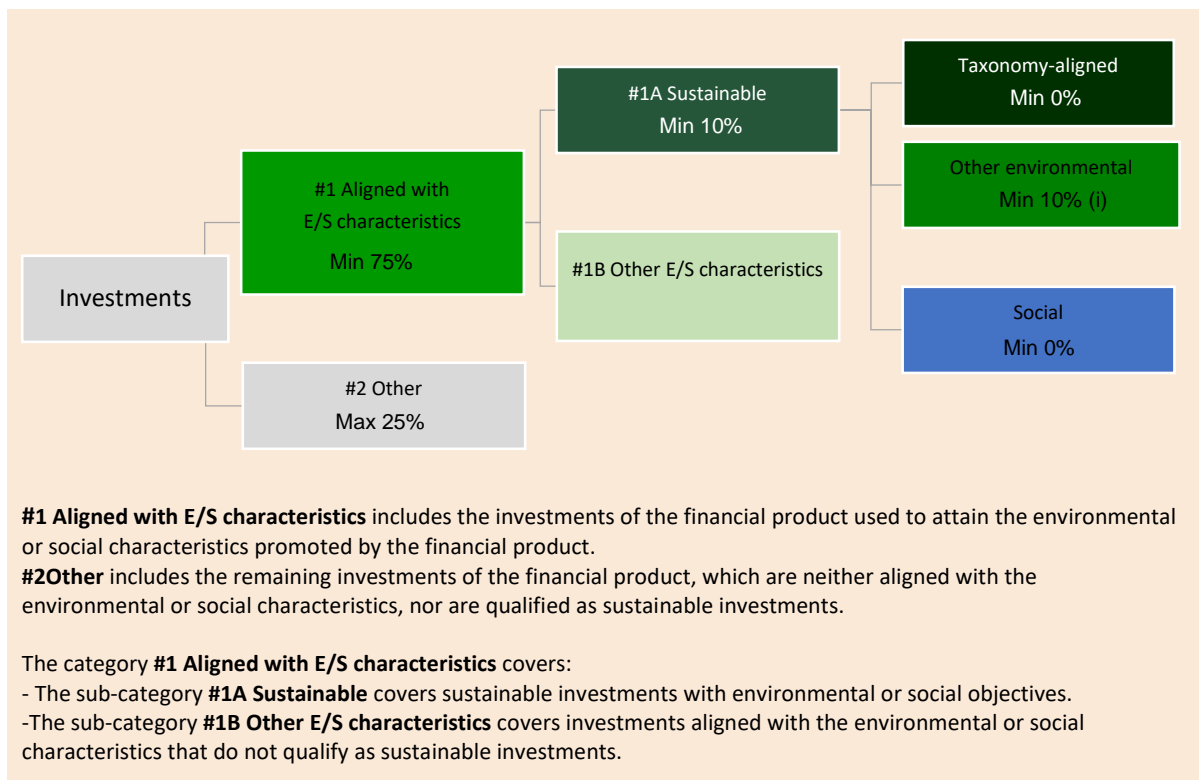 Taxonomy-aligned
Min 0%
#1A Sustainable
Min 10%
Other environmental
Min 10% (i)
#1 Aligned with
E/S characteristics
Min 75%
#1B Other E/S characteristics
Investments
Social
Min 0%
#2 Other
Max 25%
#1 Aligned with E/S characteristics includes the investments of the financial product used to attain the environmental
or social characteristics promoted by the financial product.
#2Other includes the remaining investments of the financial product, which are neither aligned with the
environmental or social characteristics, nor are qualified as sustainable investments.
The category #1 Aligned with E/S characteristics covers:
- The sub-category #1A Sustainable covers sustainable investments with environmental or social objectives.
-The sub-category #1B Other E/S characteristics covers investments aligned with the environmental or social
characteristics that do not qualify as sustainable investments.